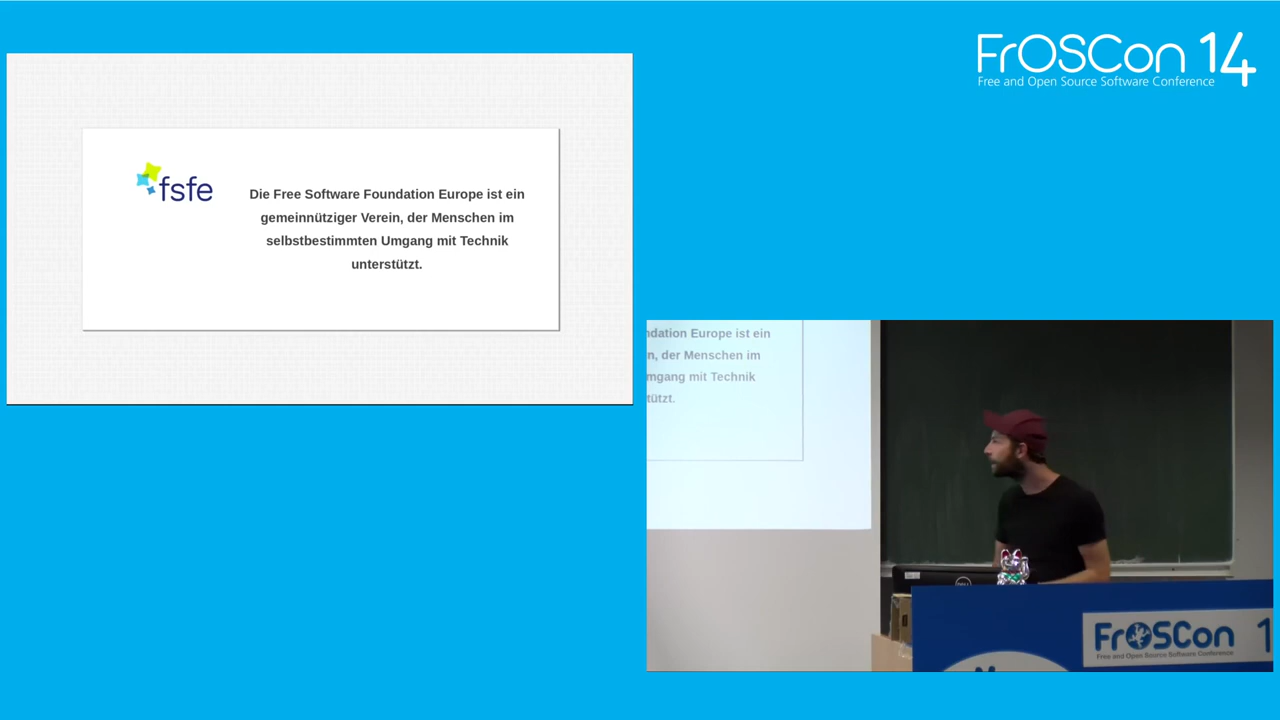 FrOSCon 14
Free and Open Source Software Conference
fsfe
Die Free Software Foundation Europe ist ein
gemeinnütziger Verein, der Menschen im
selbstbestimmten Umgang mit Technik
unterstützt.
ndation Europe ist ein
n, der Menschen im
mgang mit Technik
tützt.
DELL
FrOSCon 1
Free and Open Source Software Conference